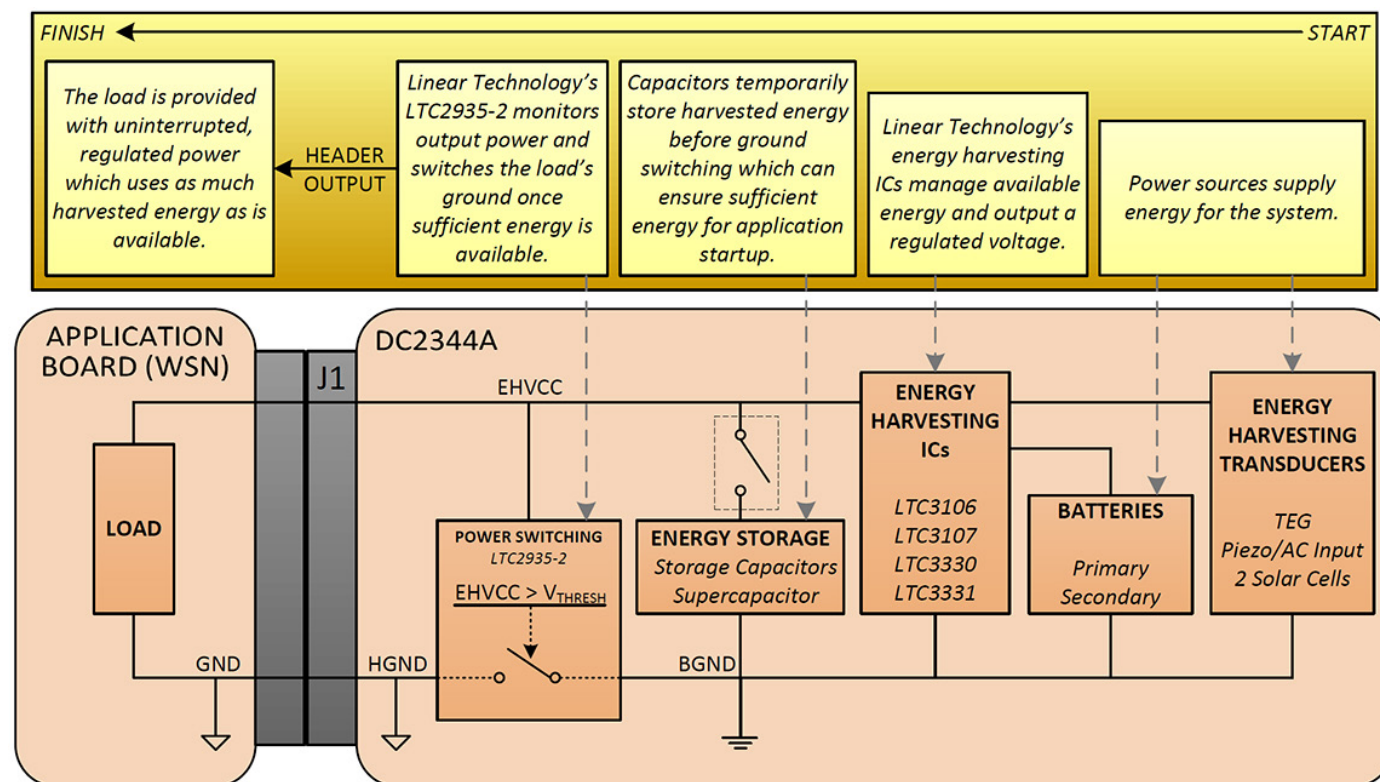 FINISH
START
The load is provided
with uninterrupted,
regulated power
which uses as much
harvested energy as is
available.
HEADER
OUTPUT
Linear Technology's
LTC2935-2 monitors
output power and
switches the load's
ground once
sufficient energy is
available.
Capacitors temporarily
store harvested energy
before ground
switching which can
ensure sufficient
energy for application
startup.
Linear Technology's
energy harvesting
ICs manage available
energy and output a
regulated voltage.
Power sources supply
energy for the system.
APPLICATION
BOARD (WSN)
J1
DC2344A
EHVCC
LOAD
GND
HGND
POWER SWITCHING
LTC2935-2
EHVCC > VTHRESH
BGND
ENERGY STORAGE
Storage Capacitors
Supercapacitor
ENERGY
HARVESTING
ICs
LTC3106
LTC3107
LTC3330
LTC3331
BATTERIES
Primary
Secondary
ENERGY
HARVESTING
TRANSDUCERS
TEG
Piezo/AC Input
2 Solar Cells